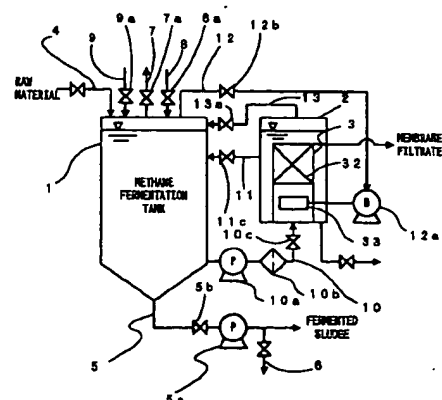 9a 7a 8a
4 9 7 8 12 12b
RAW
MATERIAL
13a 13 2
3
MEMBRANE
FILTRATE
1
METHANE
FERMENTATION
TANK
32
11
B
11c
33
12a
10c
P
10a 10b 10
5b
5 P
FERMENTED
SLUDGE
6